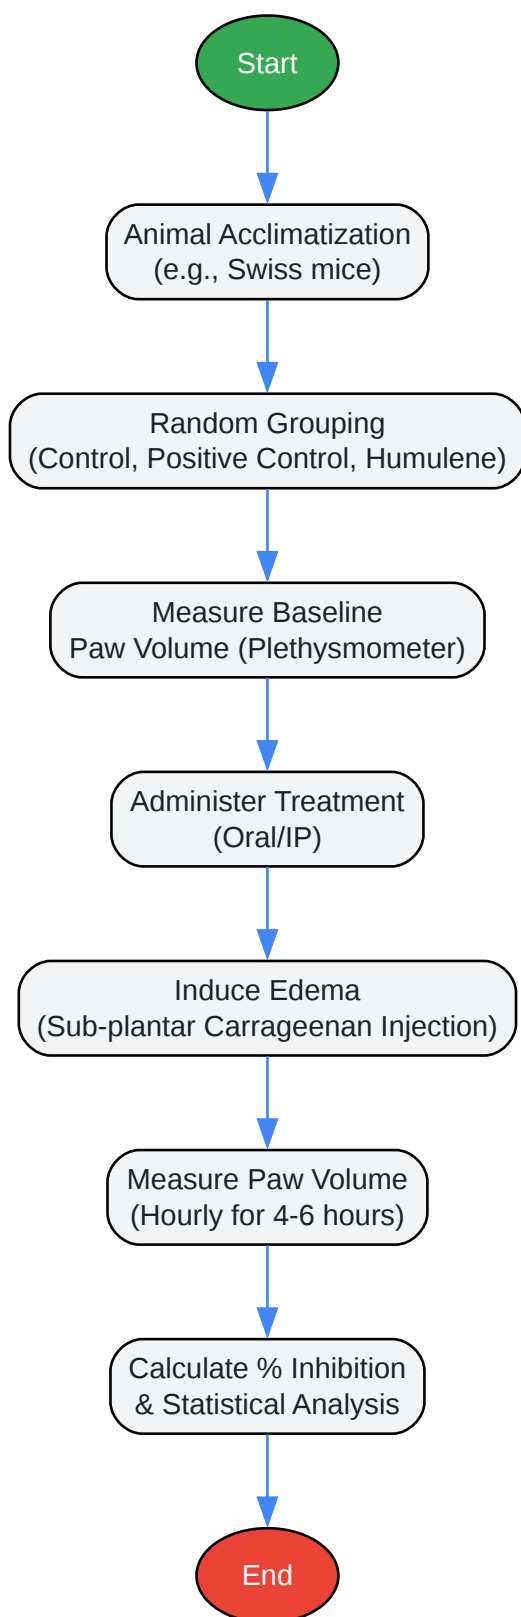 Start
Animal Acclimatization
(e.g., Swiss mice)
Random Grouping
(Control, Positive Control, Humulene)
Measure Baseline
Paw Volume (Plethysmometer)
Administer Treatment
(Oral/IP)
Induce Edema
(Sub-plantar Carrageenan Injection)
Measure Paw Volume
(Hourly for 4-6 hours)
Calculate % Inhibition
& Statistical Analysis
End